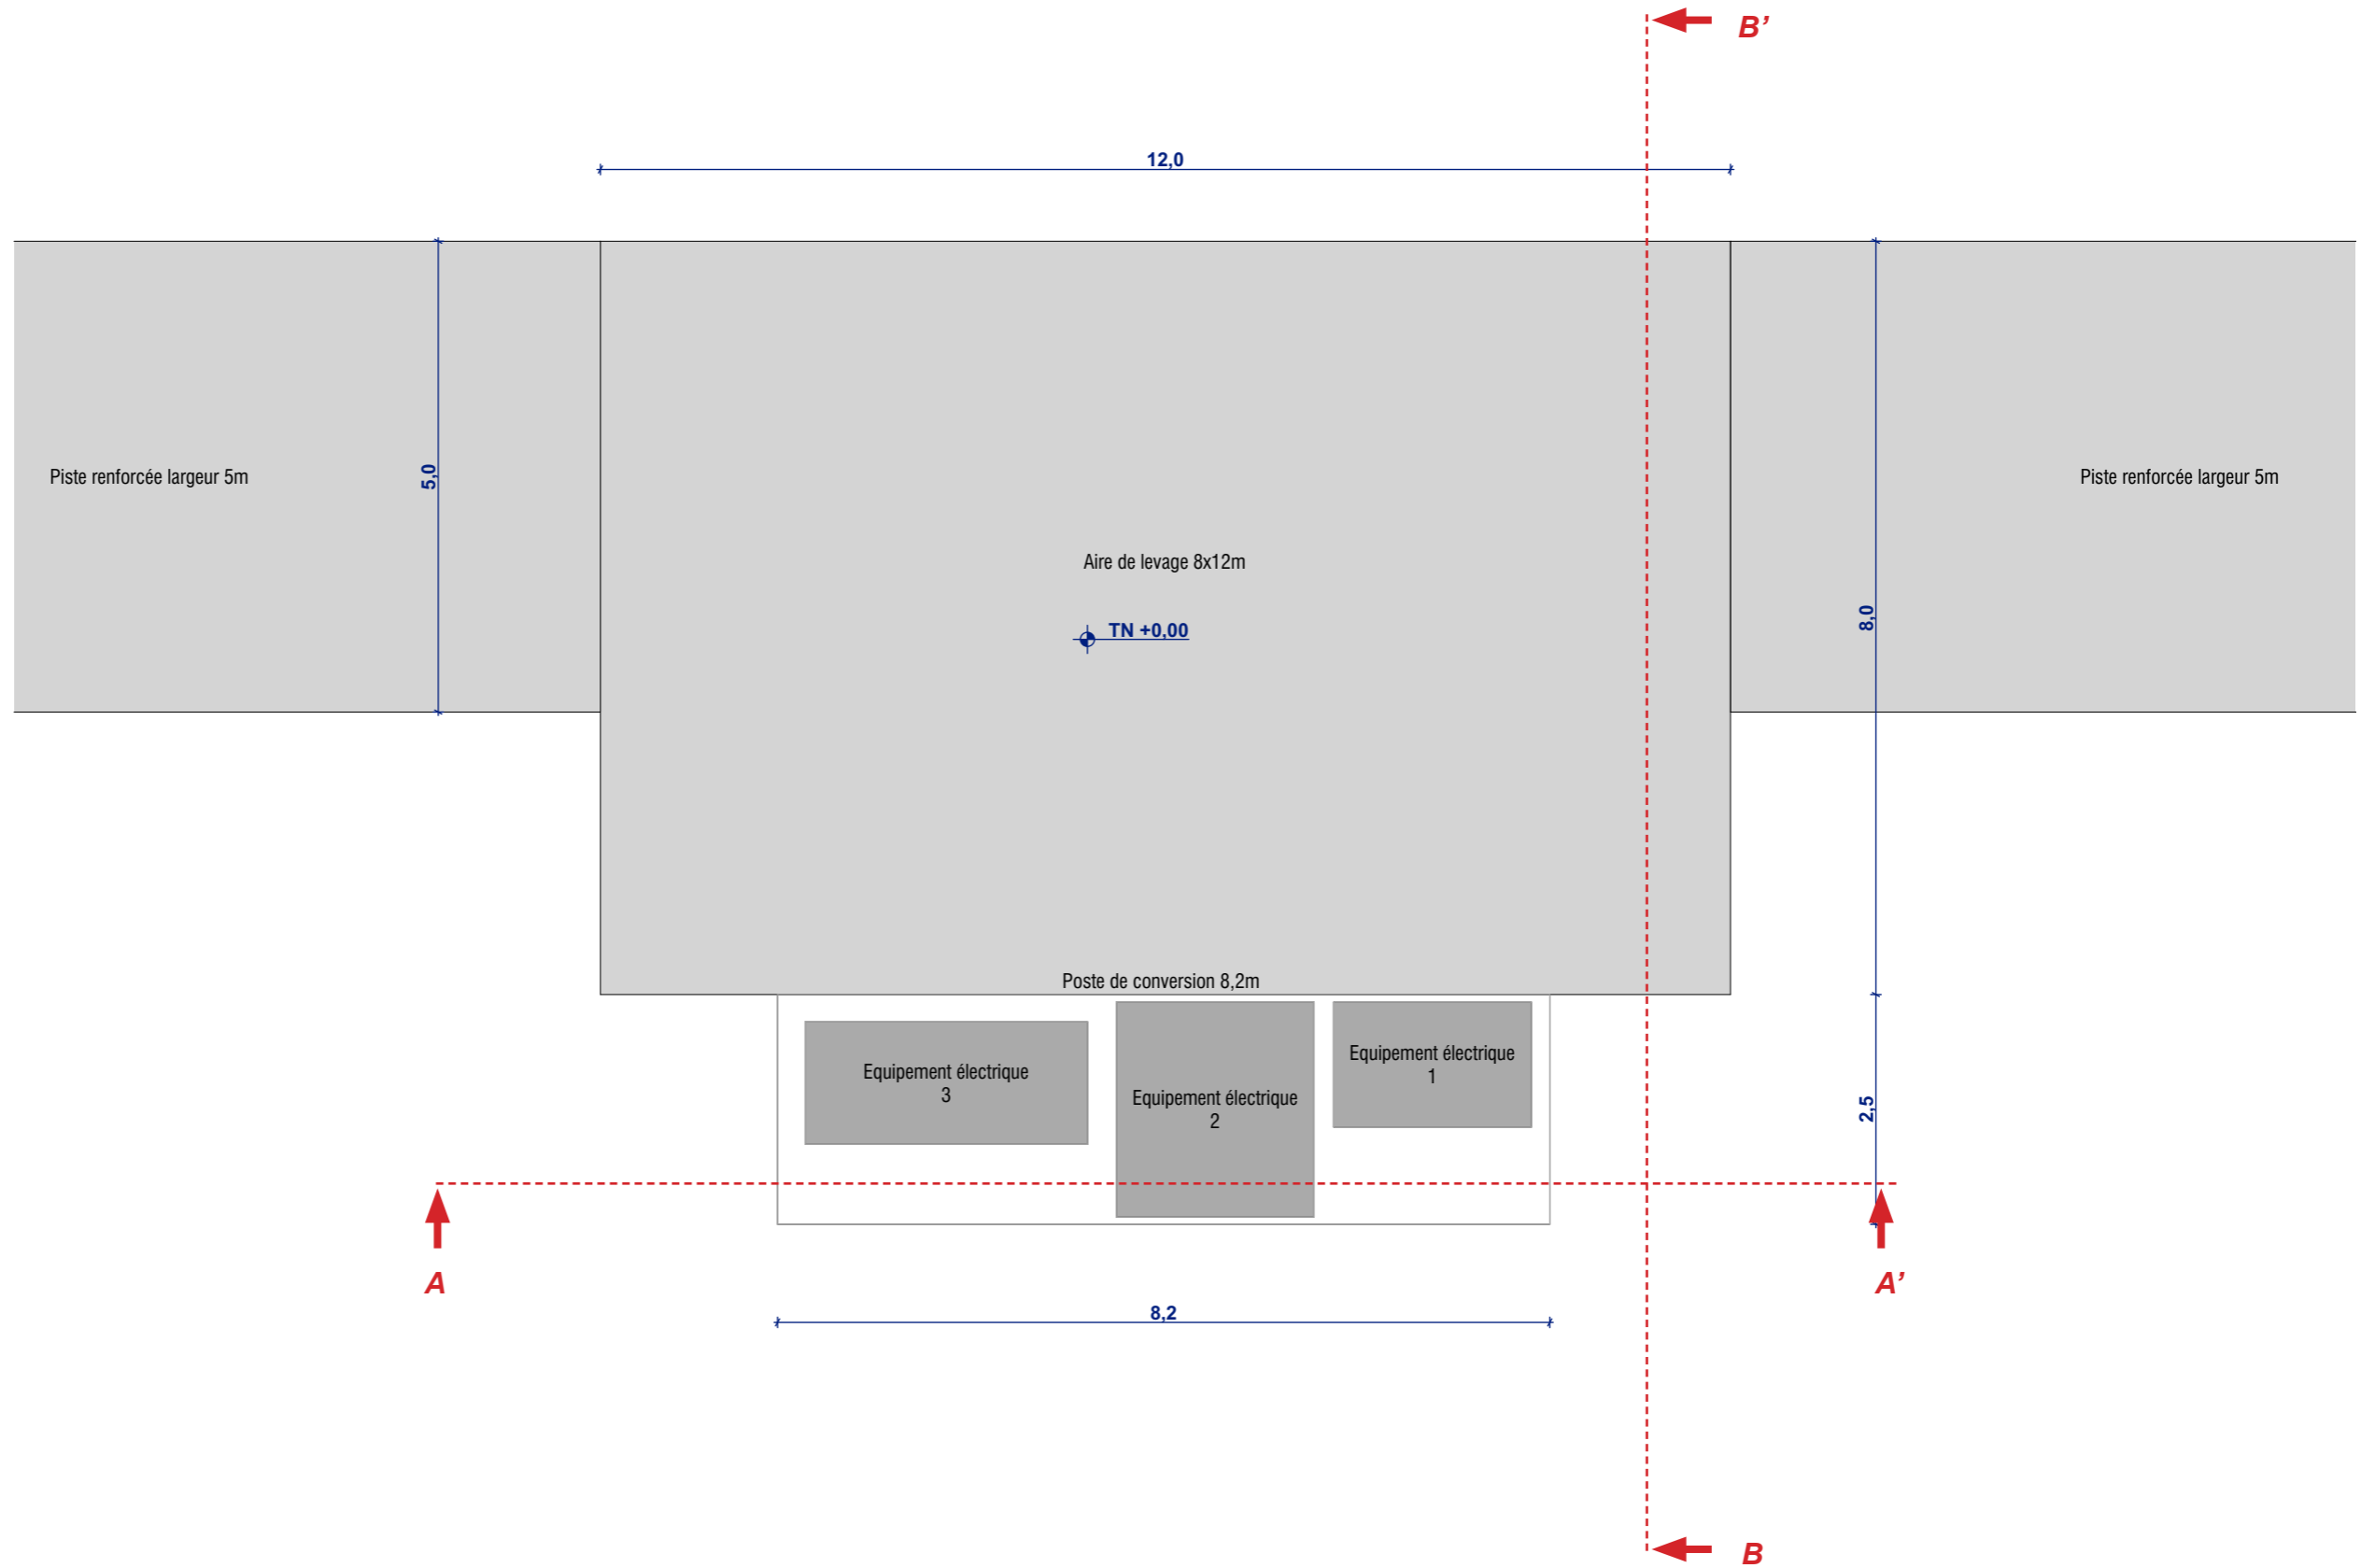 B’
12,0
Piste renforcée largeur 5m
5,0
Piste renforcée largeur 5m
Aire de levage 8x12m
TN +0,00
8,0
Poste de conversion 8,2m
Equipement électrique
3
Equipement électrique
2
Equipement électrique
1
2,5
A
A’
8,2
B